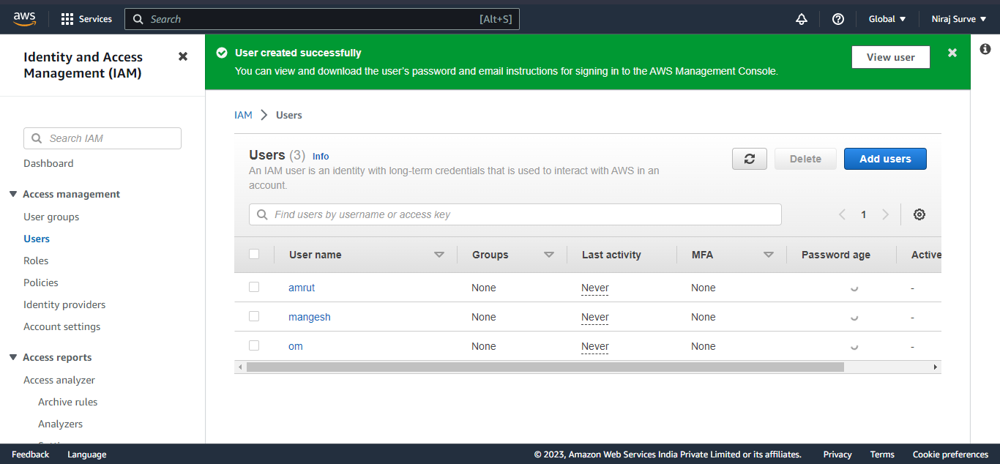 aws Services Search [Alt+S] Global Niraj Surve
Identity and Access
Management (IAM)
Search IAM
Dashboard
Access management
User groups
Users
Roles
Policies
Identity providers
Account settings
Access reports
Access analyzer
Archive rules
Analyzers
User created successfully
You can view and download the user's password and email instructions for signing in to the AWS Management Console.
View user
IAM > Users
Users (3) Info
An IAM user is an identity with long-term credentials that is used to interact with AWS in an
account.
Delete
Add users
Find users by username or access key
1
User name Groups Last activity MFA Password age Active
amrut None Never None -
mangesh None Never None -
om None Never None -
Feedback Language © 2023, Amazon Web Services India Private Limited or its affiliates. Privacy Terms Cookie preferences